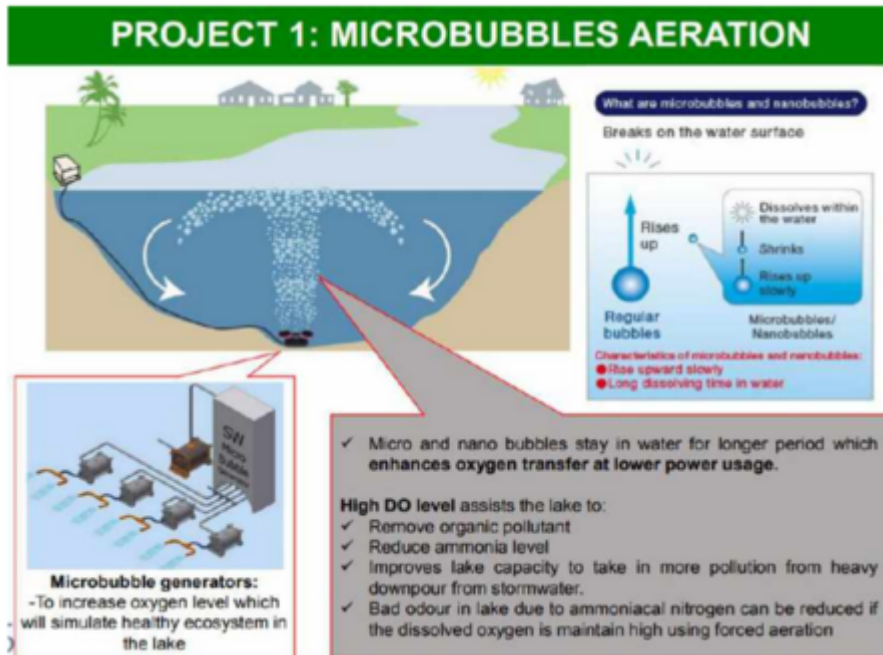 PROJECT 1: MICROBUBBLES AERATION
What are microbubbles and nanobubbles?
Breaks on the water surface
Rises
up
Regular
bubbles
Dissolves within
the water
Shrinks
Rises up
slowly
Microbubbles/
Nanobubbles
Characteristics of microbubbles and nanobubbles:
●Rise upward slowly
●Long dissolving time in water
SW
Micro
Bubble
Microbubble generators:
-To increase oxygen level which
will simulate healthy ecosystem in
the lake
✓ Micro and nano bubbles stay in water for longer period which
enhances oxygen transfer at lower power usage.
High DO level assists the lake to:
✓ Remove organic pollutant
✓ Reduce ammonia level
✓ Improves lake capacity to take in more pollution from heavy
downpour from stormwater.
✓ Bad odour in lake due to ammoniacal nitrogen can be reduced if
the dissolved oxygen is maintain high using forced aeration